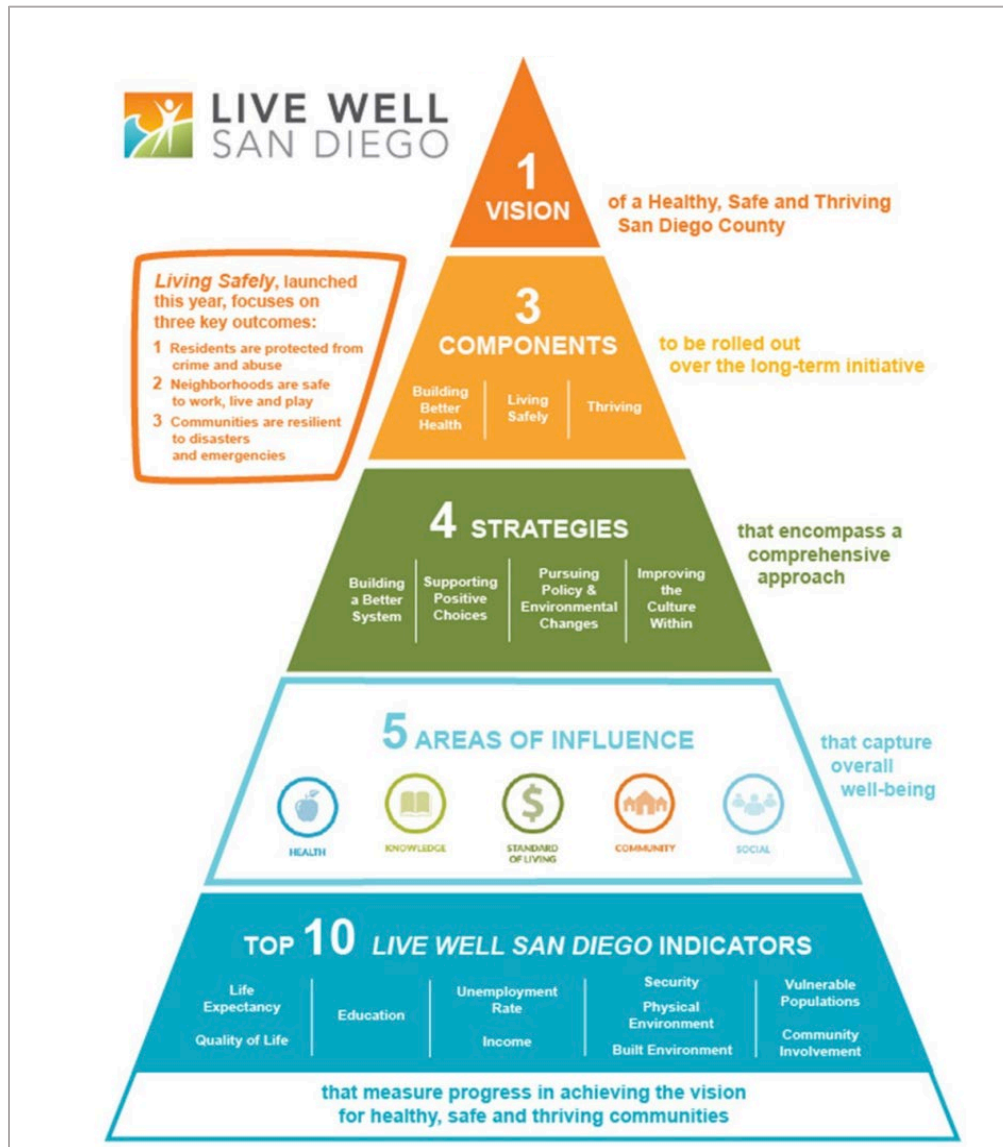 LIVE WELL
SAN DIEGO
1
VISION
of a Healthy, Safe and Thriving
San Diego County
Living Safely, launched
this year, focuses on
three key outcomes:
1 Residents are protected from
crime and abuse
2 Neighborhoods are safe
to work, live and play
3 Communities are resilient
to disasters
and emergencies
3
COMPONENTS
Building
Better
Health
Living
Safely
Thriving
to be rolled out
over the long-term initiative
4 STRATEGIES
Building
a Better
System
Supporting
Positive
Choices
Pursuing
Policy &
Environmental
Changes
Improving
the
Culture
Within
that encompass a
comprehensive
approach
5 AREAS OF INFLUENCE
HEALTH
KNOWLEDGE
$
STANDARD
OF LIVING
COMMUNITY
SOCIAL
that capture
overall
well-being
TOP 10 LIVE WELL SAN DIEGO INDICATORS
Life
Expectancy
Quality of Life
Education
Unemployment
Rate
Income
Security
Physical
Environment
Built Environment
Vulnerable
Populations
Community
Involvement
that measure progress in achieving the vision
for healthy, safe and thriving communities